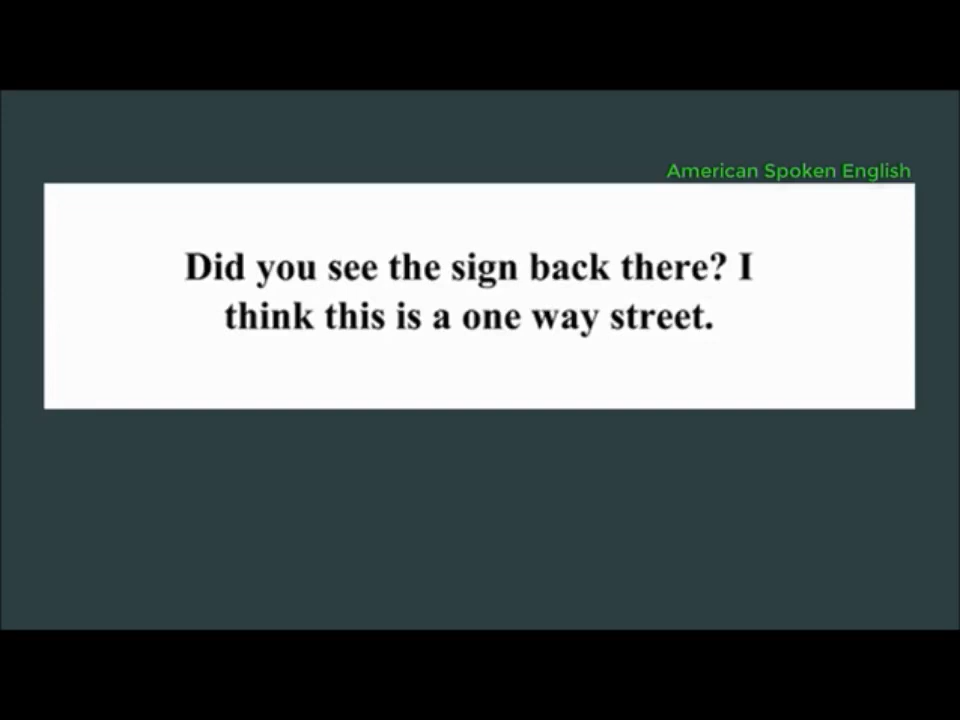 American Spoken English
Did you see the sign back there? I
think this is a one way street.